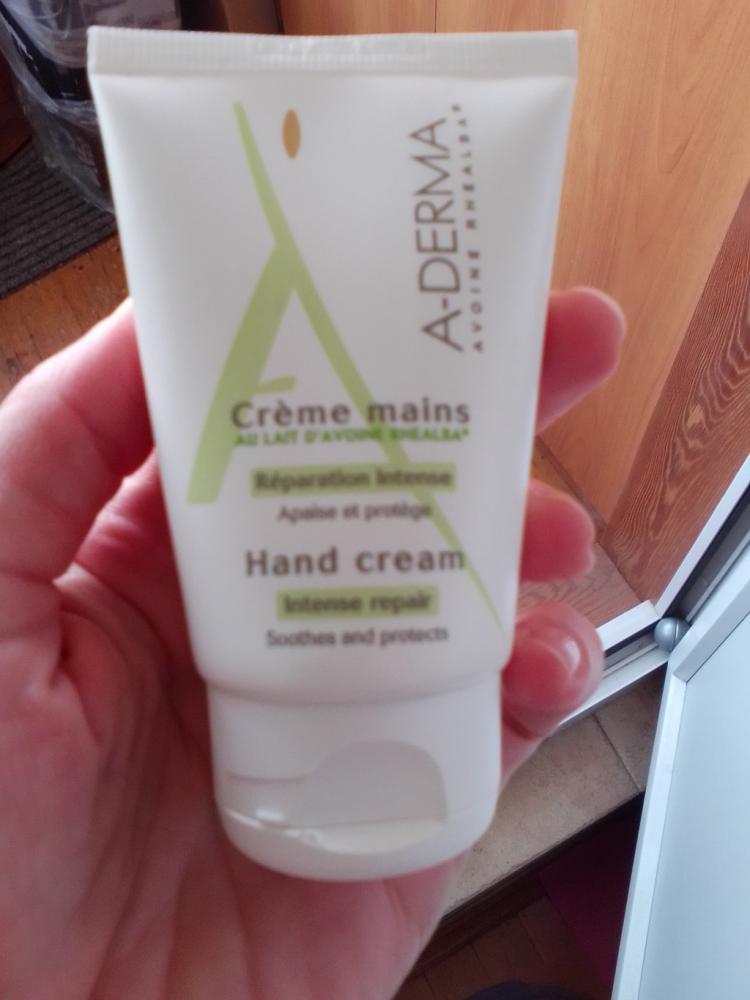 A-DERMA
AVOINE RHEALBA®
Crème mains
AU LAIT D'AVOINE RHEALBA®
Réparation intense
Apaise et protège
Hand cream
Intense repair
Soothes and protects